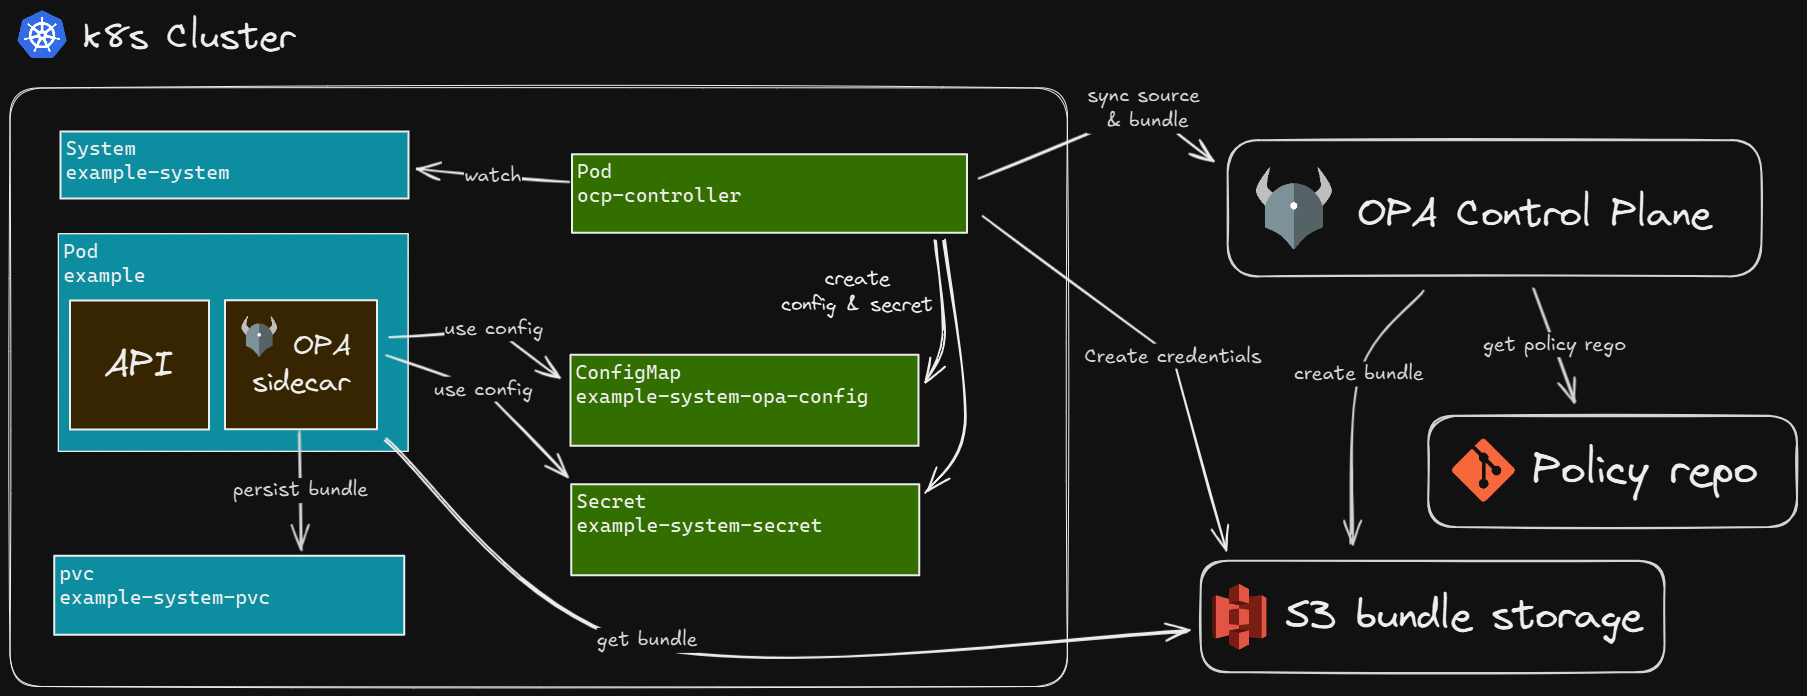 k8s Cluster
System
example-system
watch
Pod
ocp-controller
sync source
& bundle
OPA Control Plane
Pod
example
API
OPA
sidecar
use config
use config
create
config & secret
ConfigMap
example-system-opa-config
Secret
example-system-secret
Create credentials
create bundle
get policy rego
Policy repo
persist bundle
pvc
example-system-pvc
get bundle
S3 bundle storage